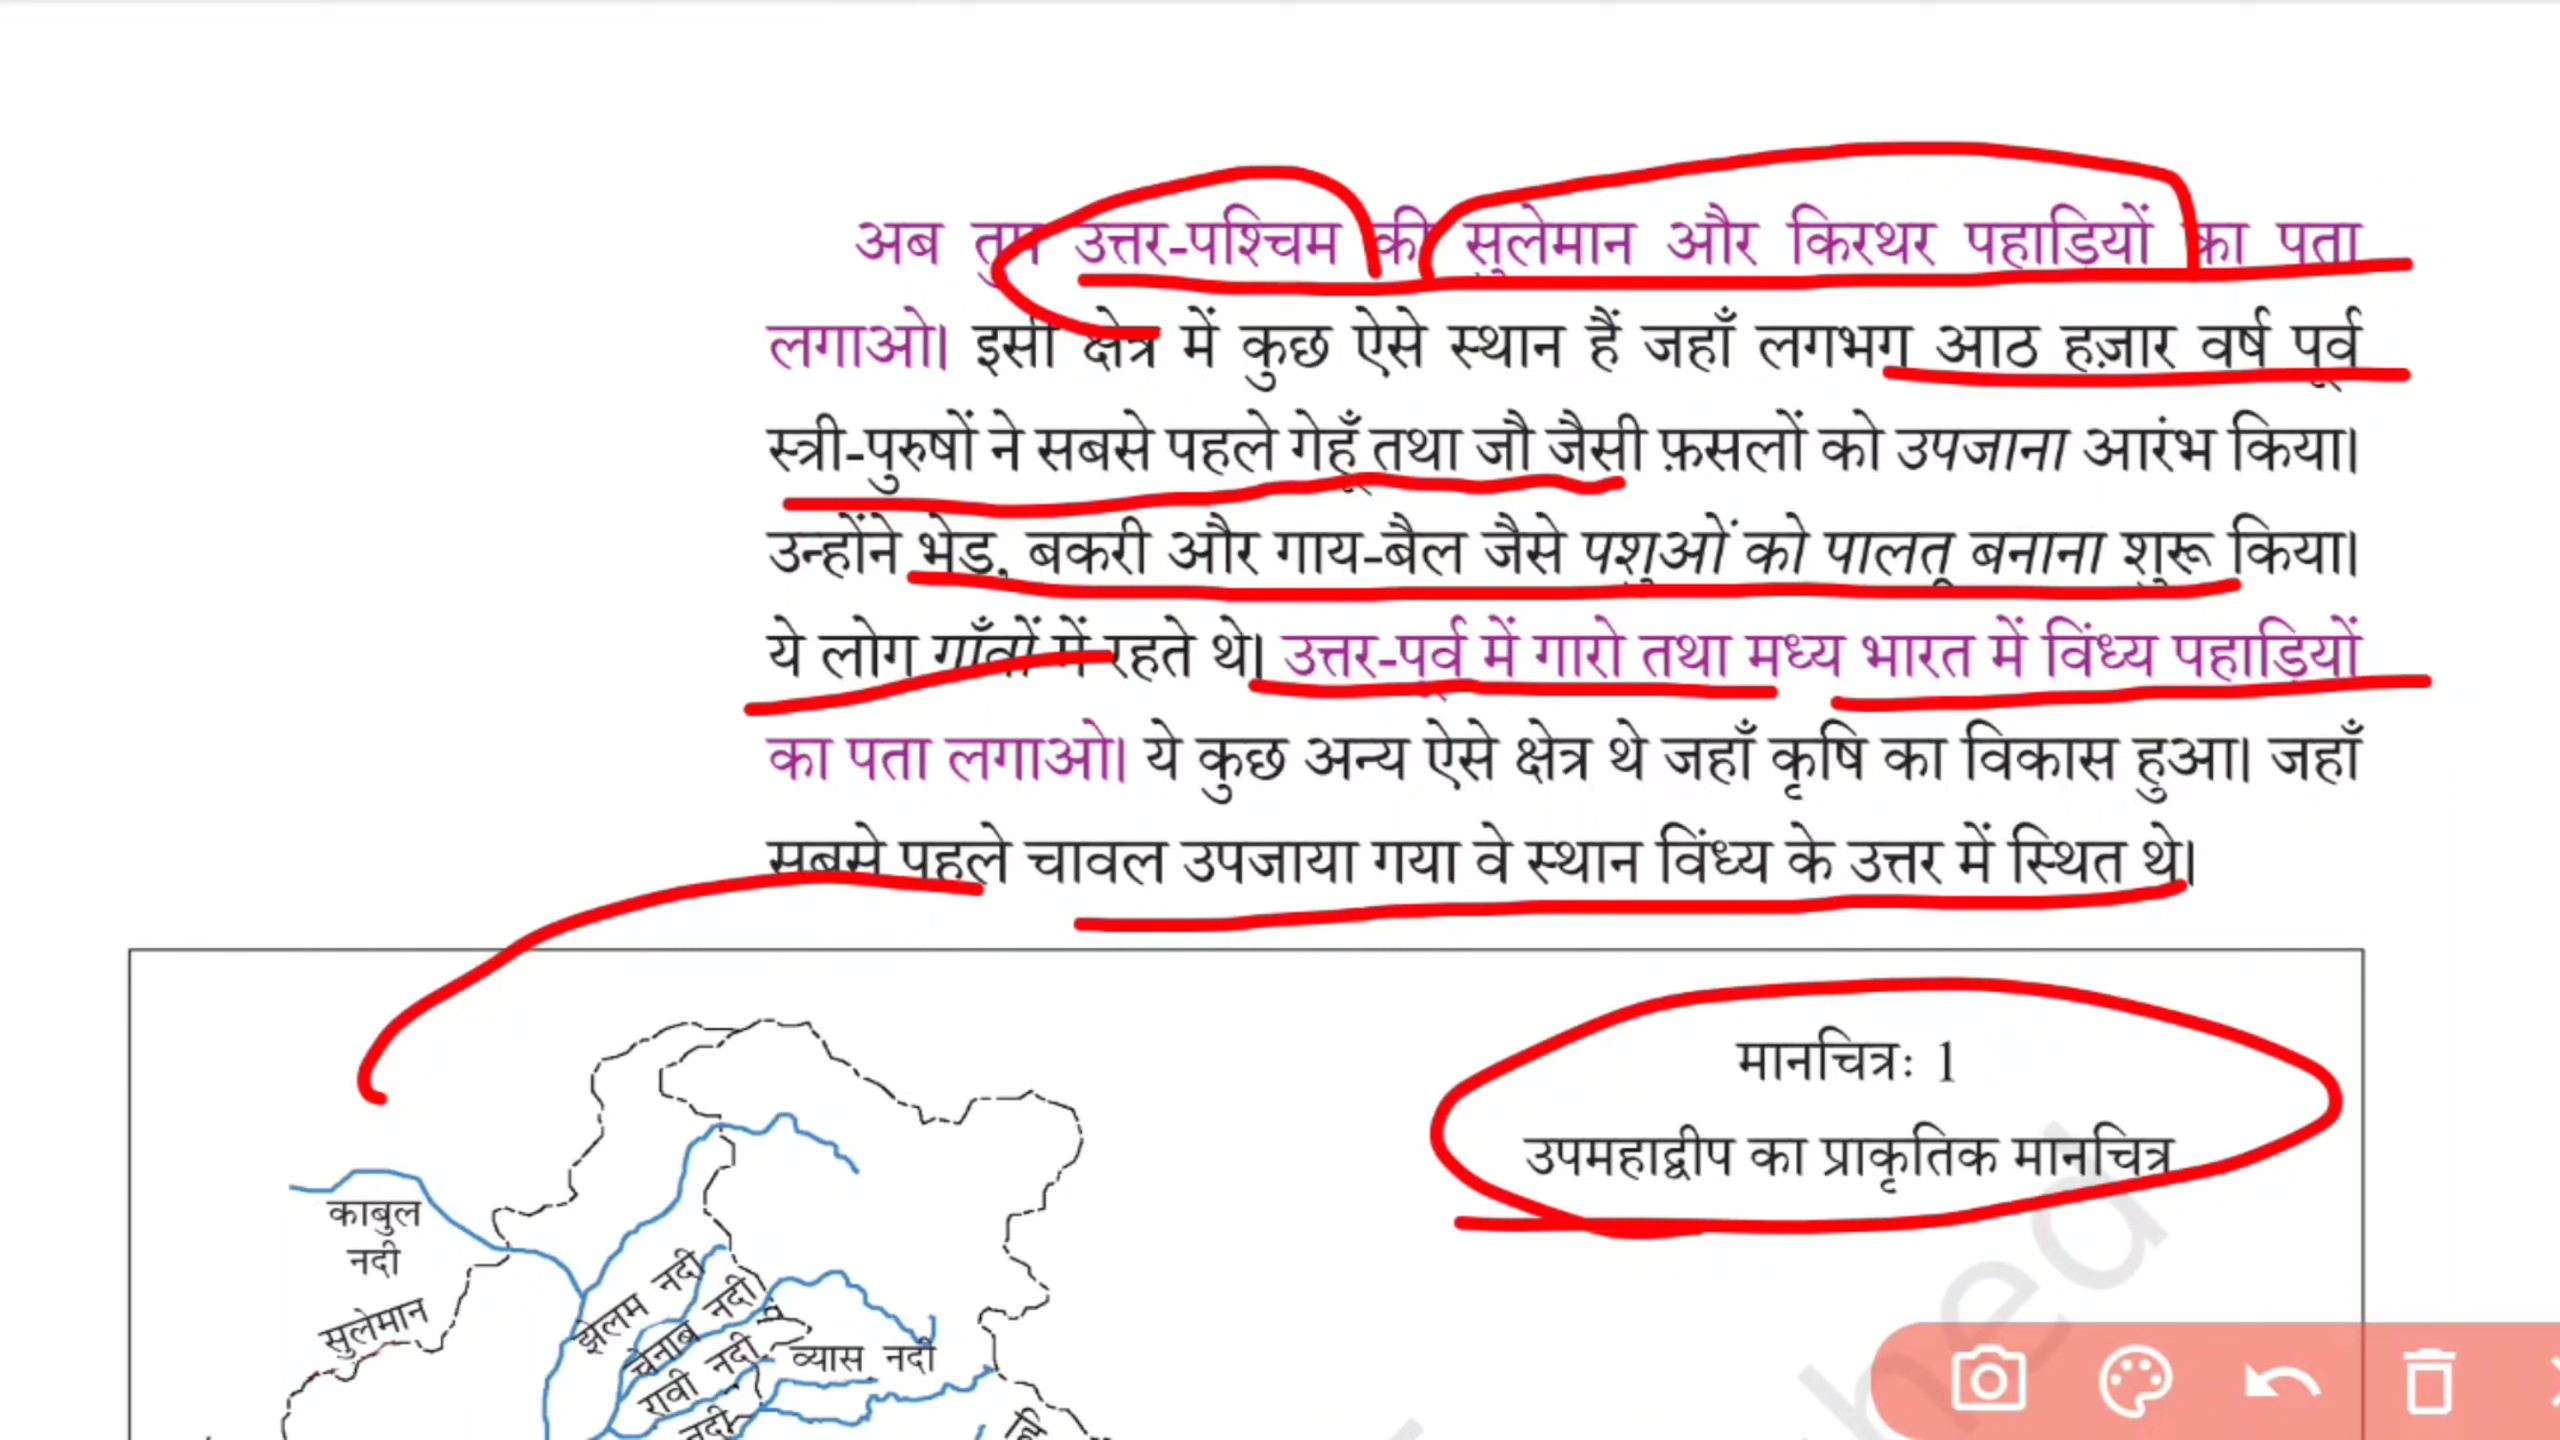 अब तुम उत्तर-पश्चिम की सुलेमान और किरथर पहाड़ियों का पता
लगाओ। इसी क्षेत्र में कुछ ऐसे स्थान हैं जहाँ लगभग आठ हज़ार वर्ष पूर्व
स्त्री-पुरुषों ने सबसे पहले गेहूँ तथा जौ जैसी फ़सलों को उपजाना आरंभ किया।
उन्होंने भेड़, बकरी और गाय-बैल जैसे पशुओं को पालतू बनाना शुरू किया।
ये लोग गाँवों में रहते थे। उत्तर-पूर्व में गारो तथा मध्य भारत में विंध्य पहाड़ियों
का पता लगाओ। ये कुछ अन्य ऐसे क्षेत्र थे जहाँ कृषि का विकास हुआ। जहाँ
सबसे पहले चावल उपजाया गया वे स्थान विंध्य के उत्तर में स्थित थे।
मानचित्रः 1
उपमहाद्वीप का प्राकृतिक मानचित्र
काबुल
नदी
सुलेमान
झेलम नदी
चेनाब नदी
रावी नदी
व्यास नदी
नदी
hed